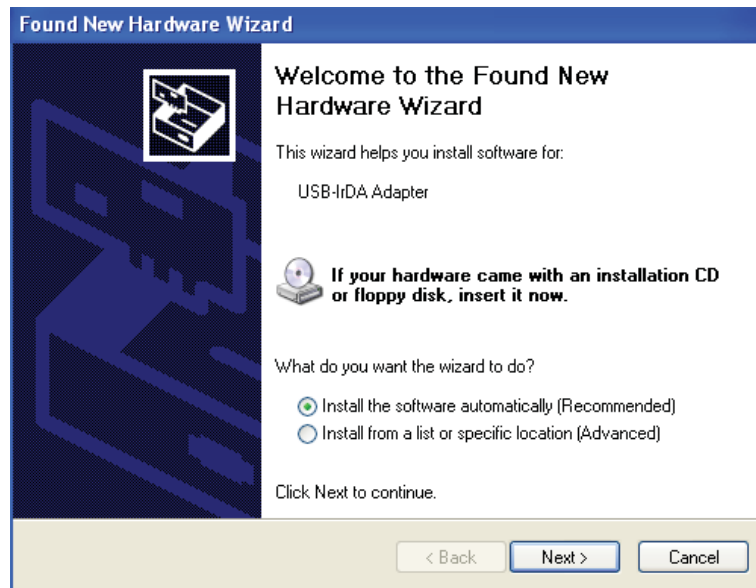 Found New Hardware Wizard
Welcome to the Found New
Hardware Wizard
This wizard helps you install software for:
USB-IrDA Adapter
If your hardware came with an installation CD
or floppy disk, insert it now.
What do you want the wizard to do?
Install the software automatically (Recommended)
Install from a list or specific location (Advanced)
Click Next to continue.
< Back Next > Cancel